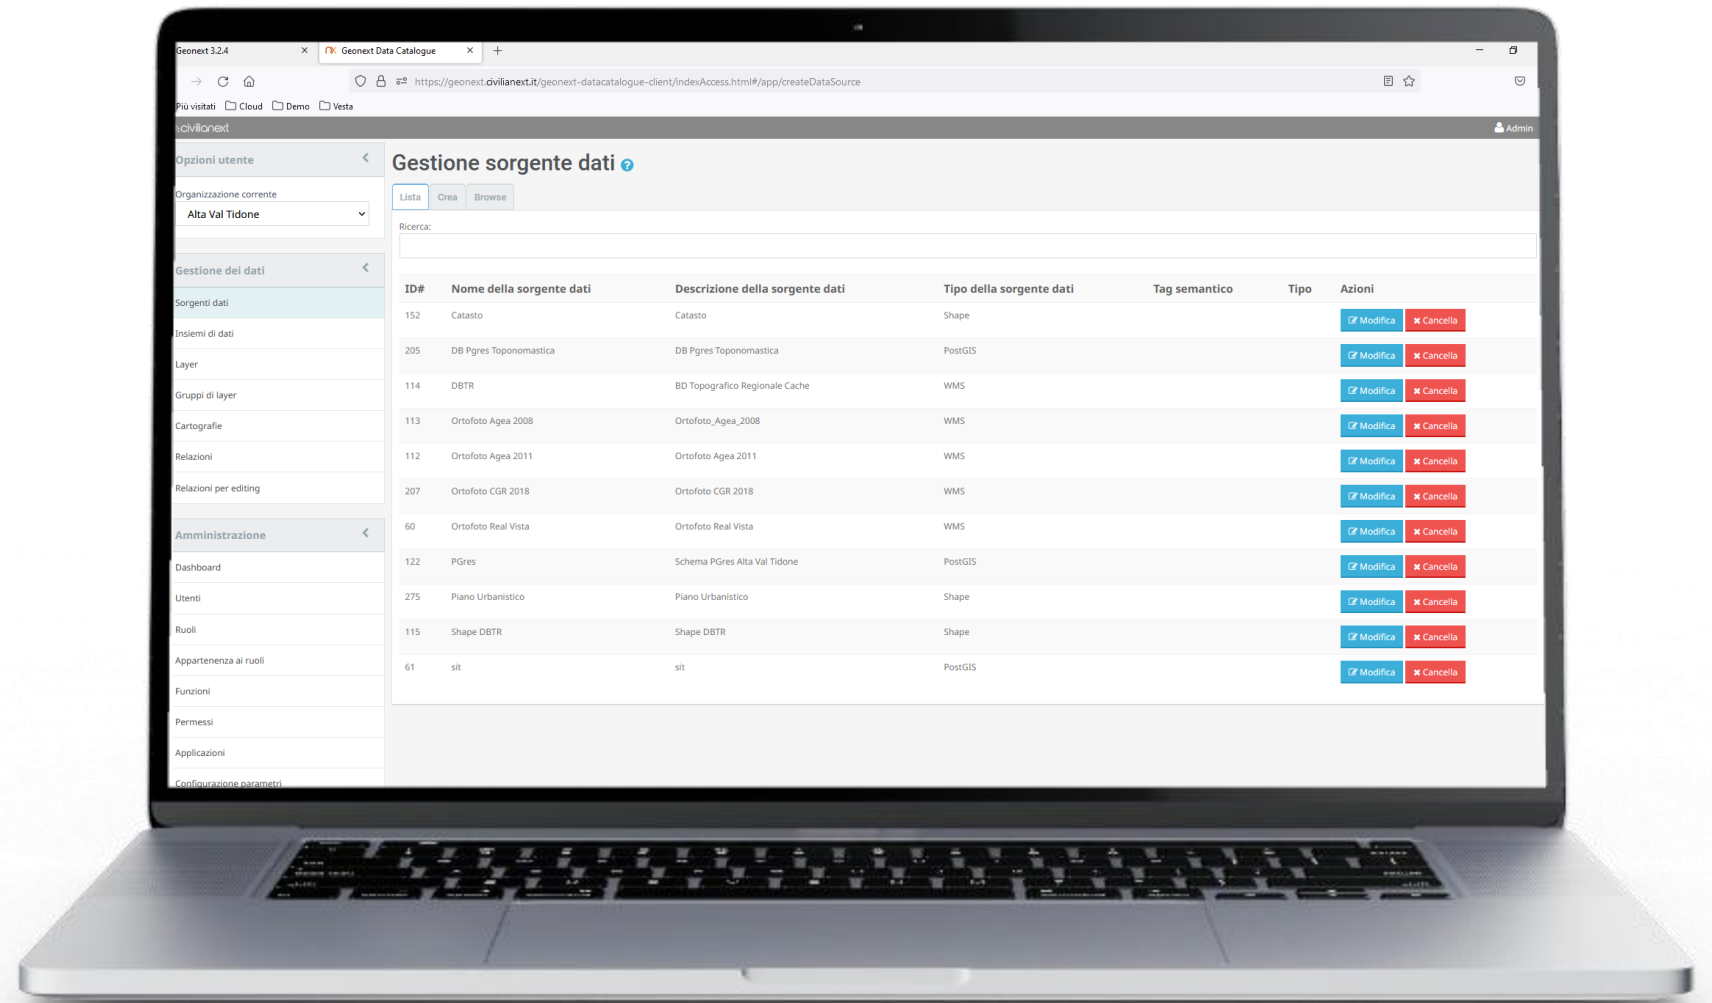 Geonext 3.2.4
Geonext Data Catalogue
https://geonext.civilianext.it/geonext-datacatalogue-client/indexAccess.html#/app/createDataSource
Più visitati Cloud Demo Vesta
civilianext
Admin
Opzioni utente
Organizzazione corrente
Alta Val Tidone
Gestione dei dati
Sorgenti dati
Insiemi di dati
Layer
Gruppi di layer
Cartografie
Relazioni
Relazioni per editing
Amministrazione
Dashboard
Utenti
Ruoli
Appartenenza ai ruoli
Funzioni
Permessi
Applicazioni
Configurazione parametri
Gestione sorgente dati ?
Lista Crea Browse
Ricerca:
ID# Nome della sorgente dati Descrizione della sorgente dati Tipo della sorgente dati Tag semantico Tipo Azioni
152 Catasto Catasto Shape Modifica Cancella
205 DB Pgres Toponomastica DB Pgres Toponomastica PostGIS Modifica Cancella
114 DBTR BD Topografico Regionale Cache WMS Modifica Cancella
113 Ortofoto Agea 2008 Ortofoto_Agea_2008 WMS Modifica Cancella
112 Ortofoto Agea 2011 Ortofoto Agea 2011 WMS Modifica Cancella
207 Ortofoto CGR 2018 Ortofoto CGR 2018 WMS Modifica Cancella
60 Ortofoto Real Vista Ortofoto Real Vista WMS Modifica Cancella
122 PGres Schema PGres Alta Val Tidone PostGIS Modifica Cancella
275 Piano Urbanistico Piano Urbanistico Shape Modifica Cancella
115 Shape DBTR Shape DBTR Shape Modifica Cancella
61 sit sit PostGIS Modifica Cancella